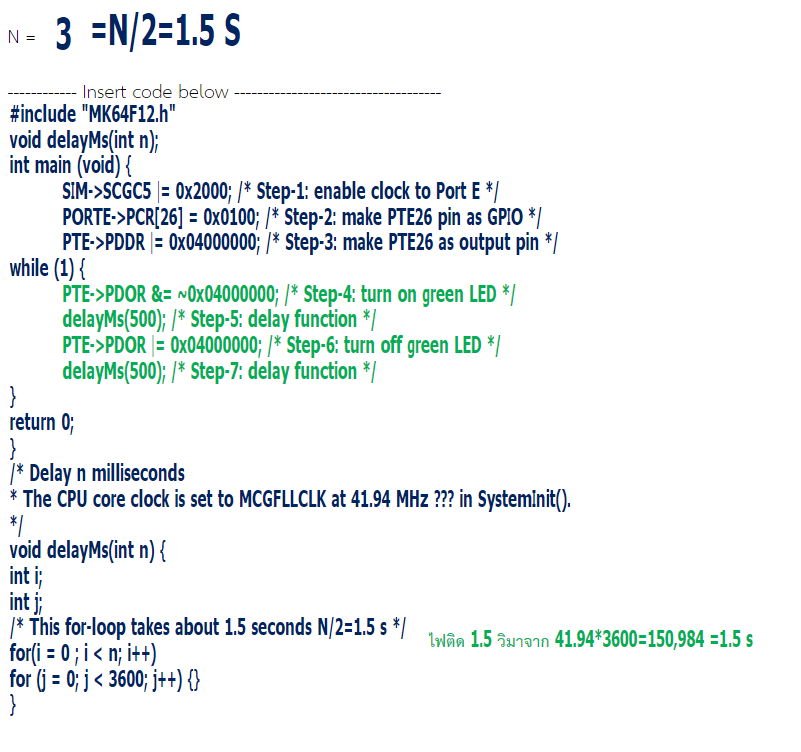 N = 3 =N/2=1.5 S
------------ Insert code below ------------------------------------
#include "MK64F12.h"
void delayMs(int n);
int main (void) {
SIM->SCGC5 |= 0x2000; /* Step-1: enable clock to Port E */
PORTE->PCR[26] = 0x0100; /* Step-2: make PTE26 pin as GPIO */
PTE->PDDR |= 0x04000000; /* Step-3: make PTE26 as output pin */
while (1) {
PTE->PDOR &= ~0x04000000; /* Step-4: turn on green LED */
delayMs(500); /* Step-5: delay function */
PTE->PDOR |= 0x04000000; /* Step-6: turn off green LED */
delayMs(500); /* Step-7: delay function */
}
return 0;
}
/* Delay n milliseconds
* The CPU core clock is set to MCGFLLCLK at 41.94 MHz ??? in SystemInit().
*/
void delayMs(int n) {
int i;
int j;
/* This for-loop takes about 1.5 seconds N/2=1.5 s */
ไฟติด 1.5 วิมาจาก 41.94*3600=150,984 =1.5 s
for(i = 0 ; i < n; i++)
for (j = 0; j < 3600; j++) {}
}